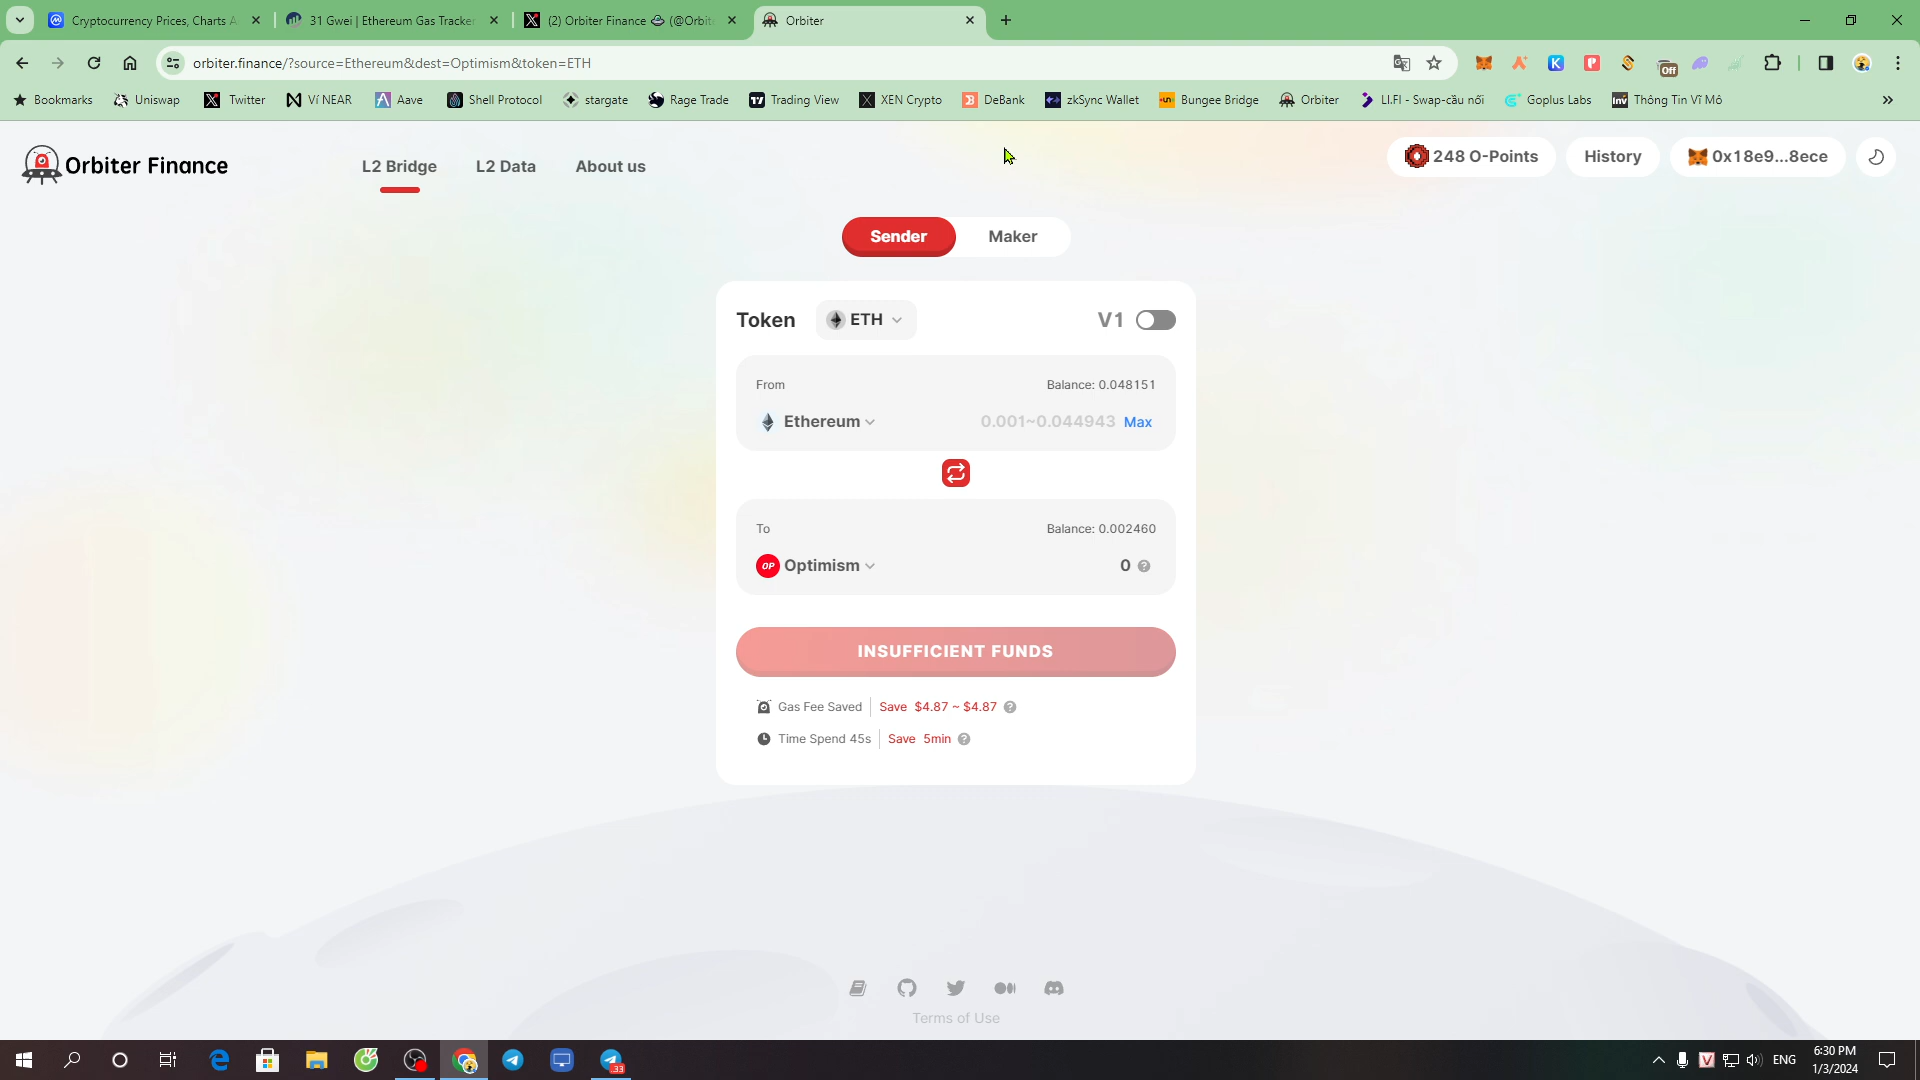 Cryptocurrency Prices, Charts A
31 Gwei | Ethereum Gas Tracker
(2) Orbiter Finance 🛸 (@Orbite
Orbiter
orbiter.finance/?source=Ethereum&dest=Optimism&token=ETH
Off
Bookmarks
Uniswap
Twitter
Ví NEAR
Aave
Shell Protocol
stargate
Rage Trade
Trading View
XEN Crypto
DeBank
zkSync Wallet
Bungee Bridge
Orbiter
LI.FI - Swap-cầu nối
Goplus Labs
Thông Tin Vĩ Mô
Orbiter Finance
L2 Bridge
L2 Data
About us
248 O-Points
History
0x18e9...8ece
Sender
Maker
Token
ETH
V1
From
Balance: 0.048151
Ethereum
0.001~0.044943
Max
To
Balance: 0.002460
OP
Optimism
0
INSUFFICIENT FUNDS
Gas Fee Saved
Save $4.87 ~ $4.87
Time Spend 45s
Save 5min
Terms of Use
33
ENG
6:30 PM
1/3/2024